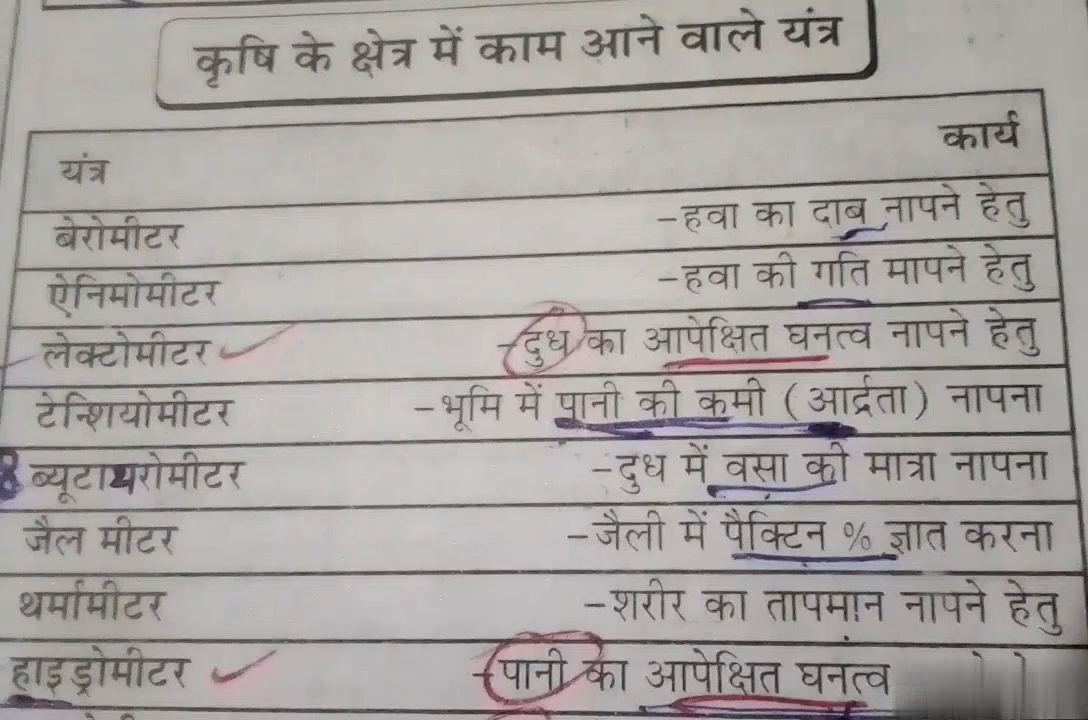 कृषि के क्षेत्र में काम आने वाले यंत्र
यंत्र कार्य
बेरोमीटर -हवा का दाब नापने हेतु
ऐनिमोमीटर -हवा की गति मापने हेतु
लेक्टोमीटर -दुध का आपेक्षित घनत्व नापने हेतु
टेन्शियोमीटर -भूमि में पानी की कमी (आर्द्रता) नापना
ब्यूटायरोमीटर -दुध में वसा की मात्रा नापना
जैल मीटर -जैली में पैक्टिन % ज्ञात करना
थर्मामीटर -शरीर का तापमान नापने हेतु
हाइड्रोमीटर -पानी का आपेक्षित घनत्व